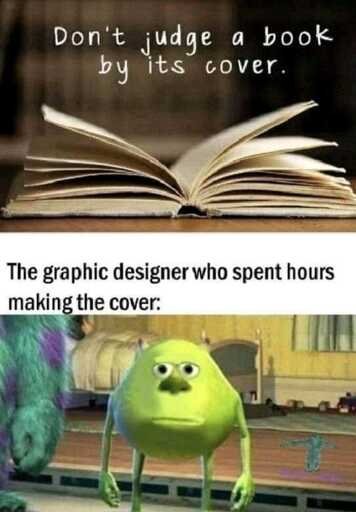 Don't judge a book
by its cover.
The graphic designer who spent hours
making the cover: